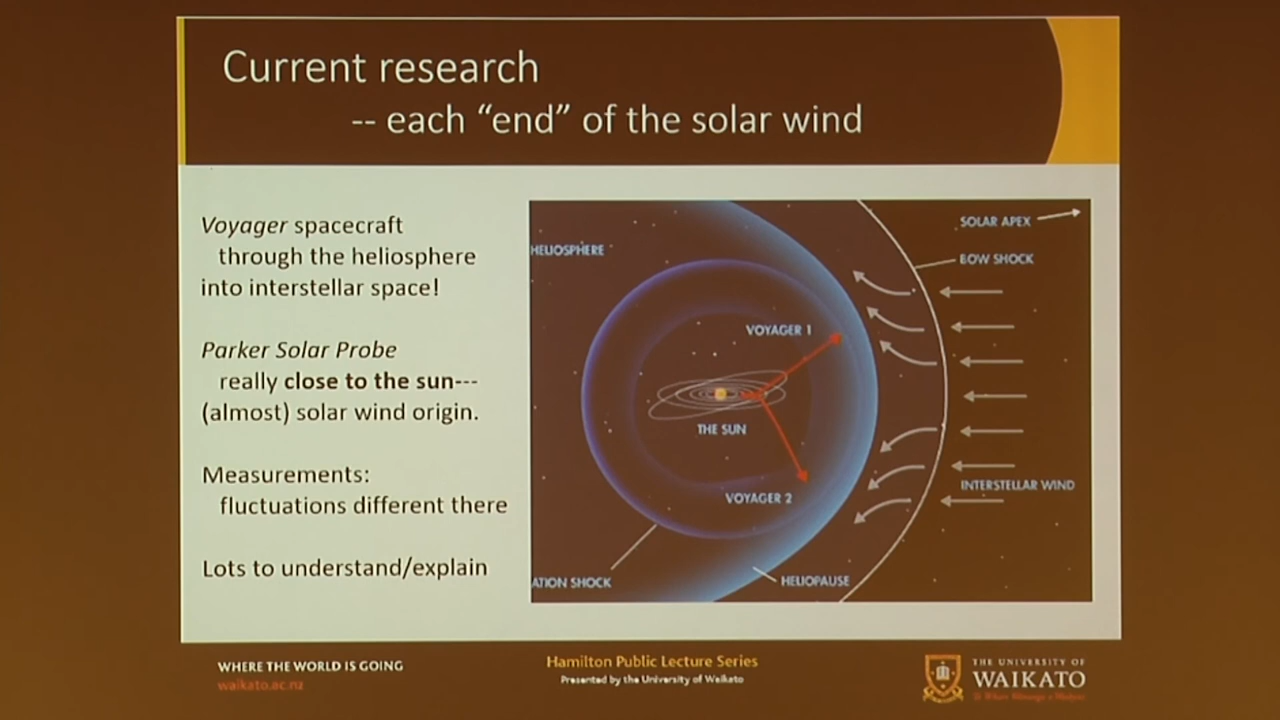 Current research
-- each “end” of the solar wind
Voyager spacecraft
through the heliosphere
into interstellar space!
Parker Solar Probe
really close to the sun---
(almost) solar wind origin.
Measurements:
fluctuations different there
Lots to understand/explain
HELIOSPHERE
SOLAR APEX
BOW SHOCK
VOYAGER 1
THE SUN
VOYAGER 2
INTERSTELLAR WIND
ATION SHOCK
HELIOPAUSE
WHERE THE WORLD IS GOING
waikato.ac.nz
Hamilton Public Lecture Series
Presented by the University of Waikato
THE UNIVERSITY OF
WAIKATO